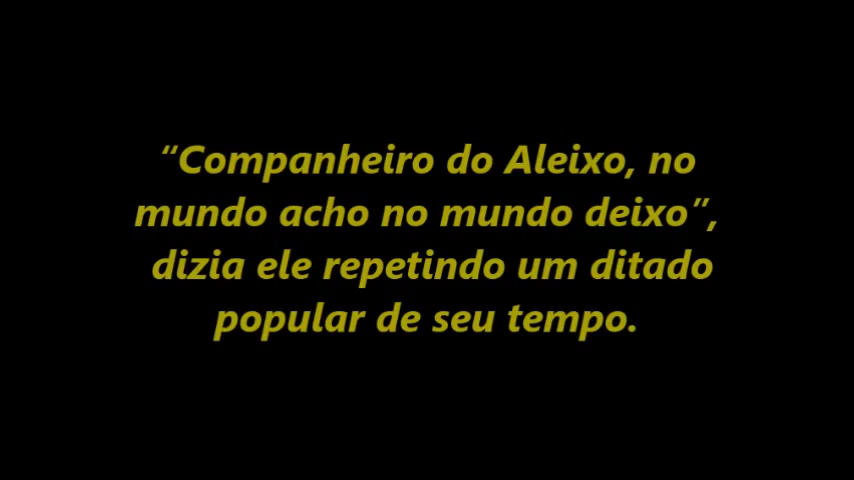 “Companheiro do Aleixo, no
mundo acho no mundo deixo”,
dizia ele repetindo um ditado
popular de seu tempo.